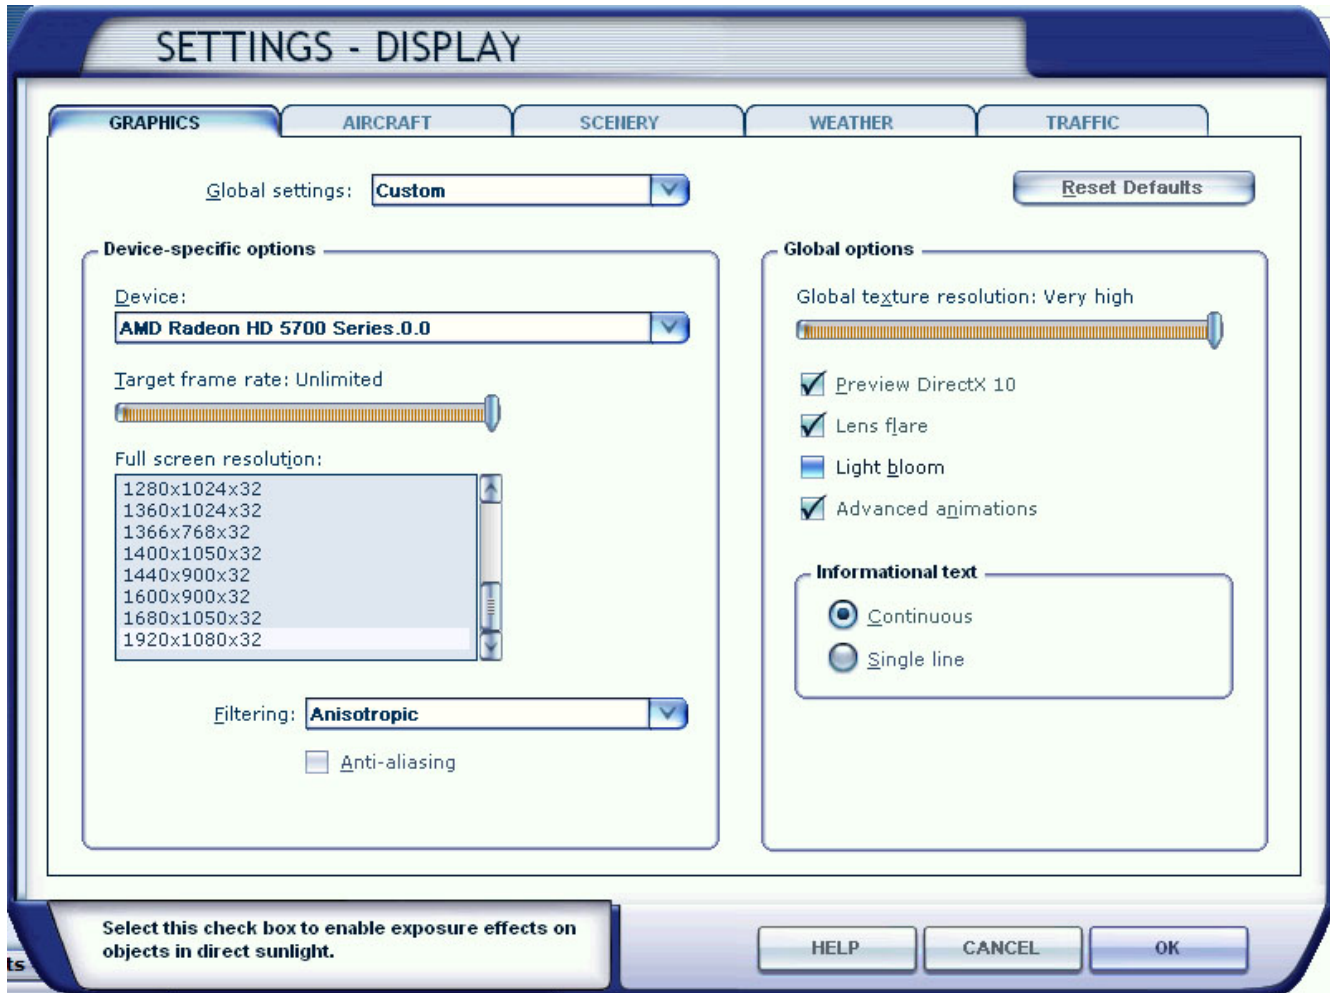 SETTINGS - DISPLAY
GRAPHICS AIRCRAFT SCENERY WEATHER TRAFFIC
Global settings: Custom
Reset Defaults
Device-specific options
Device:
AMD Radeon HD 5700 Series.0.0
Target frame rate: Unlimited
Full screen resolution:
1280x1024x32
1360x1024x32
1366x768x32
1400x1050x32
1440x900x32
1600x900x32
1680x1050x32
1920x1080x32
Filtering: Anisotropic
Anti-aliasing
Global options
Global texture resolution: Very high
Preview DirectX 10
Lens flare
Light bloom
Advanced animations
Informational text
Continuous
Single line
Select this check box to enable exposure effects on
objects in direct sunlight.
HELP CANCEL OK
ts